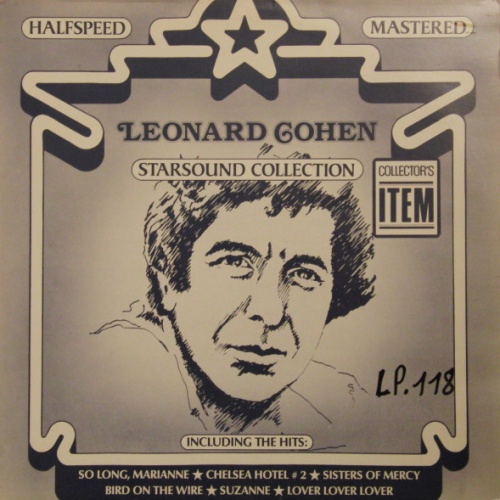 HALFSPEED MASTERED
LEONARD COHEN
STARSOUND COLLECTION
COLLECTOR'S
ITEM
LP.118
INCLUDING THE HITS:
SO LONG, MARIANNE ★ CHELSEA HOTEL # 2 ★ SISTERS OF MERCY
BIRD ON THE WIRE ★ SUZANNE ★ LOVER LOVER LOVER